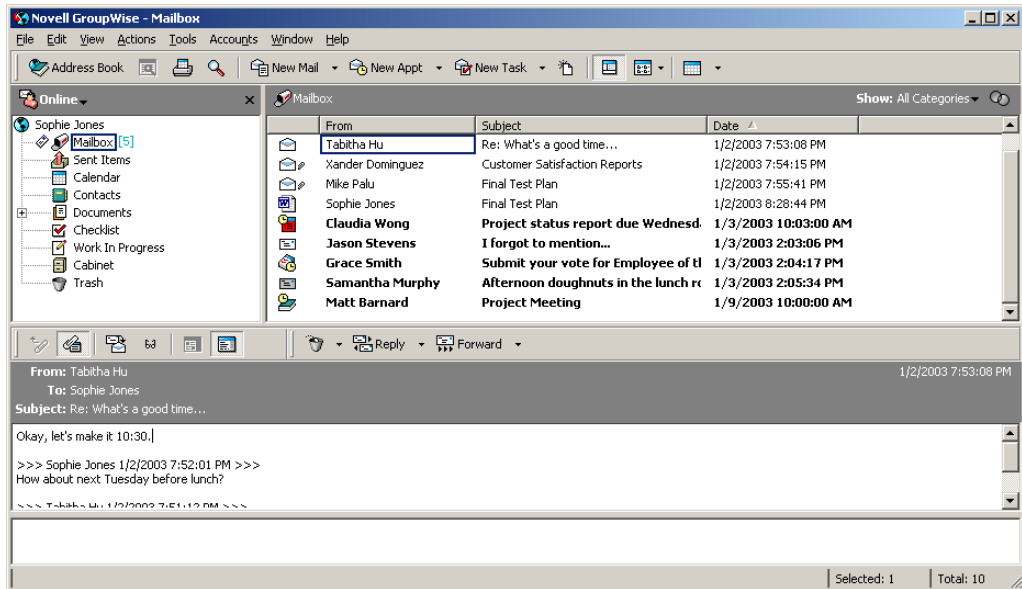 Novell GroupWise - Mailbox
File Edit View Actions Tools Accounts Window Help
Address Book New Mail New Appt New Task
Online Mailbox Show: All Categories
Sophie Jones
Mailbox [5]
Sent Items
Calendar
Contacts
Documents
Checklist
Work In Progress
Cabinet
Trash
From Subject Date
Tabitha Hu Re: What's a good time... 1/2/2003 7:53:08 PM
Xander Dominguez Customer Satisfaction Reports 1/2/2003 7:54:15 PM
Mike Palu Final Test Plan 1/2/2003 7:55:41 PM
Sophie Jones Final Test Plan 1/2/2003 8:28:44 PM
Claudia Wong Project status report due Wednesd 1/3/2003 10:03:00 AM
Jason Stevens I forgot to mention... 1/3/2003 2:03:06 PM
Grace Smith Submit your vote for Employee of 1/3/2003 2:04:17 PM
Samantha Murphy Afternoon doughnuts in the lunch 1/3/2003 2:05:34 PM
Matt Barnard Project Meeting 1/9/2003 10:00:00 AM
Reply Forward
From: Tabitha Hu 1/2/2003 7:53:08 PM
To: Sophie Jones
Subject: Re: What's a good time...
Okay, let's make it 10:30.
>>> Sophie Jones 1/2/2003 7:52:01 PM >>>
How about next Tuesday before lunch?
>>> Tabitha Hu 1/2/2003 7:51:12 PM >>>
Selected: 1 Total: 10